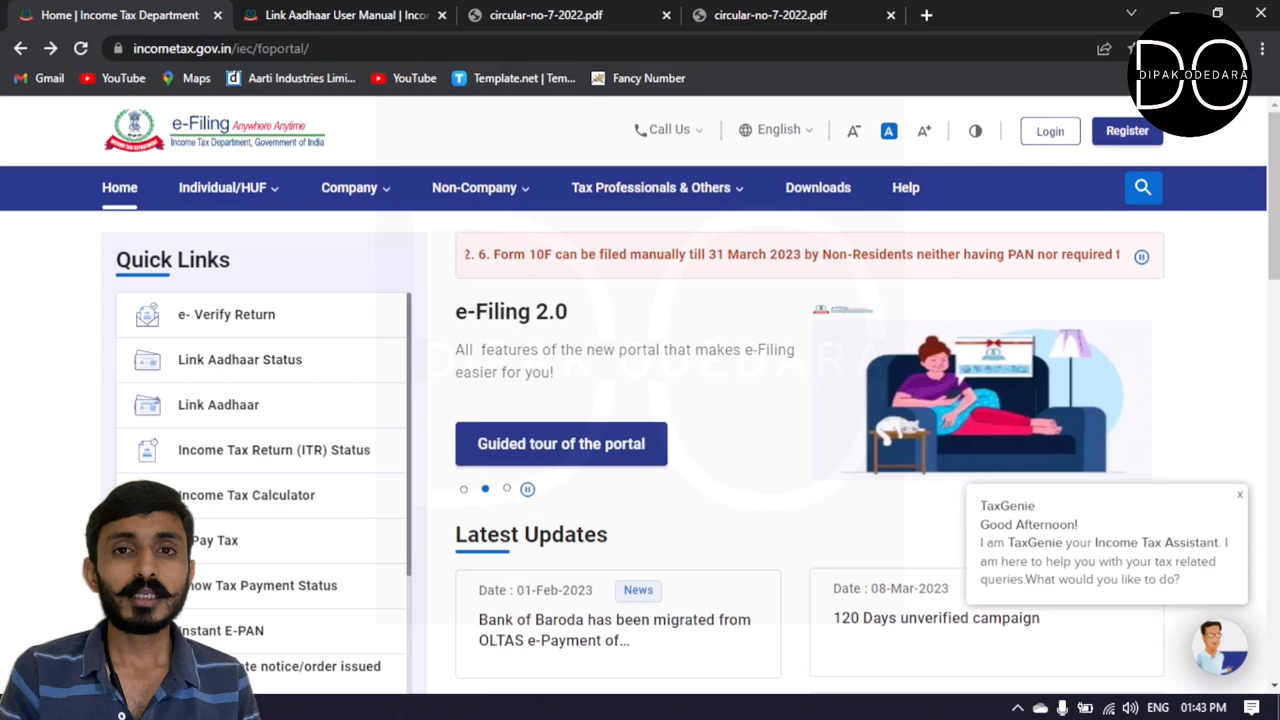 Home | Income Tax Department
Link Aadhaar User Manual | Incor
circular-no-7-2022.pdf
circular-no-7-2022.pdf
incometax.gov.in/iec/foportal/
Gmail
YouTube
Maps
Aarti Industries Limi...
YouTube
Template.net | Tem...
Fancy Number
DO
DIPAK ODEDARA
e-Filing Anywhere Anytime
Income Tax Department, Government of India
Call Us
English
A-
A
A+
Login
Register
Home
Individual/HUF
Company
Non-Company
Tax Professionals & Others
Downloads
Help
Quick Links
e- Verify Return
Link Aadhaar Status
Link Aadhaar
Income Tax Return (ITR) Status
Income Tax Calculator
Pay Tax
now Tax Payment Status
Instant E-PAN
te notice/order issued
2. 6. Form 10F can be filed manually till 31 March 2023 by Non-Residents neither having PAN nor required t
e-Filing 2.0
All features of the new portal that makes e-Filing
easier for you!
Guided tour of the portal
DO
DIPAK ODEDARA
Latest Updates
Date : 01-Feb-2023
News
Bank of Baroda has been migrated from
OLTAS e-Payment of...
Date : 08-Mar-2023
120 Days unverified campaign
TaxGenie
x
Good Afternoon!
I am TaxGenie your Income Tax Assistant. I
am here to help you with your tax related
queries.What would you like to do?
ENG
01:43 PM